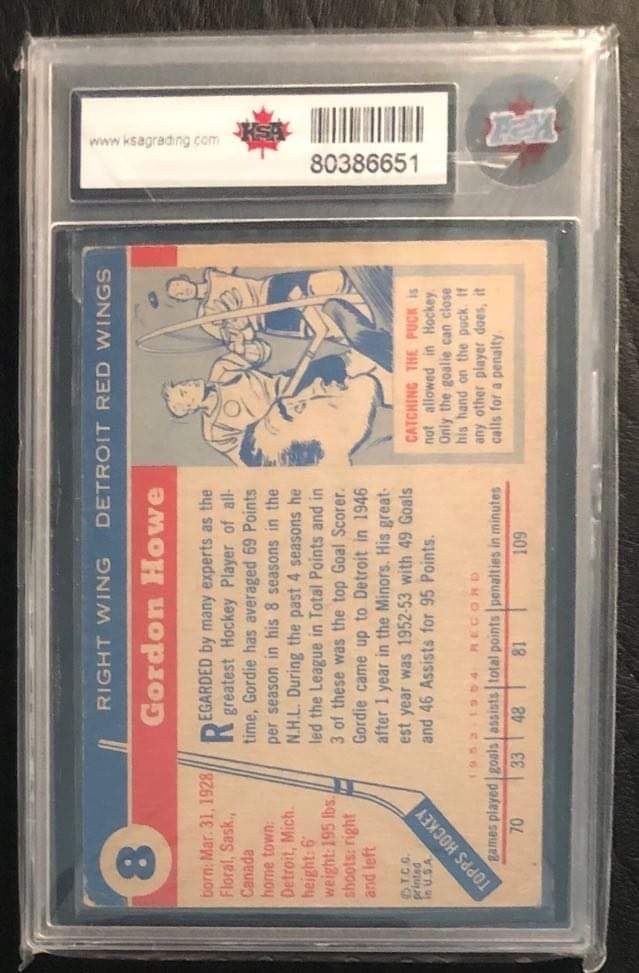 www.ksagrading.com
KSA
80386651
KSA
8
RIGHT WING DETROIT RED WINGS
Gordon Howe
born: Mar. 31, 1928
Floral, Sask.,
Canada
home town:
Detroit, Mich.
height: 6'
weight: 195 lbs.
shoots: right
and left
© T.C.G.
printed
in U.S.A.
TOPPS HOCKEY
REGARDED by many experts as the
greatest Hockey Player of all-
time, Gordie has averaged 69 Points
per season in his 8 seasons in the
N.H.L. During the past 4 seasons he
led the League in Total Points and in
3 of these was the top Goal Scorer.
Gordie came up to Detroit in 1946
after 1 year in the Minors. His great-
est year was 1952-53 with 49 Goals
and 46 Assists for 95 Points.
CATCHING THE PUCK is
not allowed in Hockey.
Only the goalie can close
his hand on the puck. If
any other player does, it
calls for a penalty.
1953 1954 RECORD
games played goals assists total points penalties in minutes
70 33 48 81 109